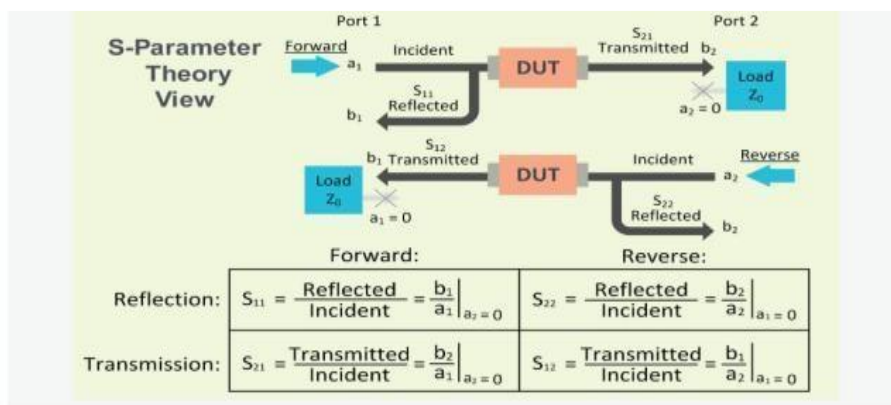 S-Parameter
Theory
View
Port 1
Port 2
Forward
a₁
Incident
DUT
S₂₁
Transmitted
b₂
Load
Z₀
a₂ = 0
S₁₁
Reflected
b₁
b₁
S₁₂
Transmitted
DUT
Incident
a₂
Reverse
Load
Z₀
a₁ = 0
S₂₂
Reflected
b₂
Forward:
Reverse:
Reflection:
S₁₁ = Reflected / Incident = b₁ / a₁ | a₂ = 0
S₂₂ = Reflected / Incident = b₂ / a₂ | a₁ = 0
Transmission:
S₂₁ = Transmitted / Incident = b₂ / a₁ | a₂ = 0
S₁₂ = Transmitted / Incident = b₁ / a₂ | a₁ = 0